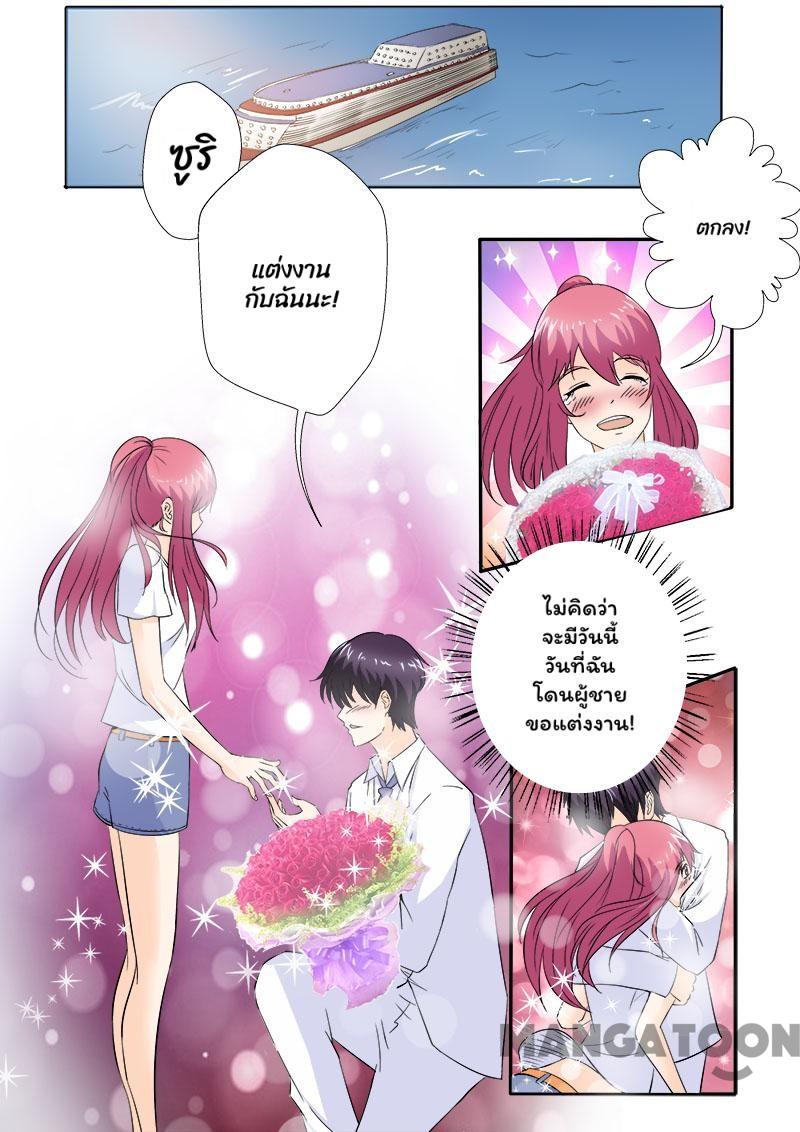 ซูริ
แต่งงาน
กับฉันนะ!
ตกลง!
ไม่คิดว่า
จะมีวันนี้
วันที่ฉัน
โดนผู้ชาย
ขอแต่งงาน!
MANGATOON